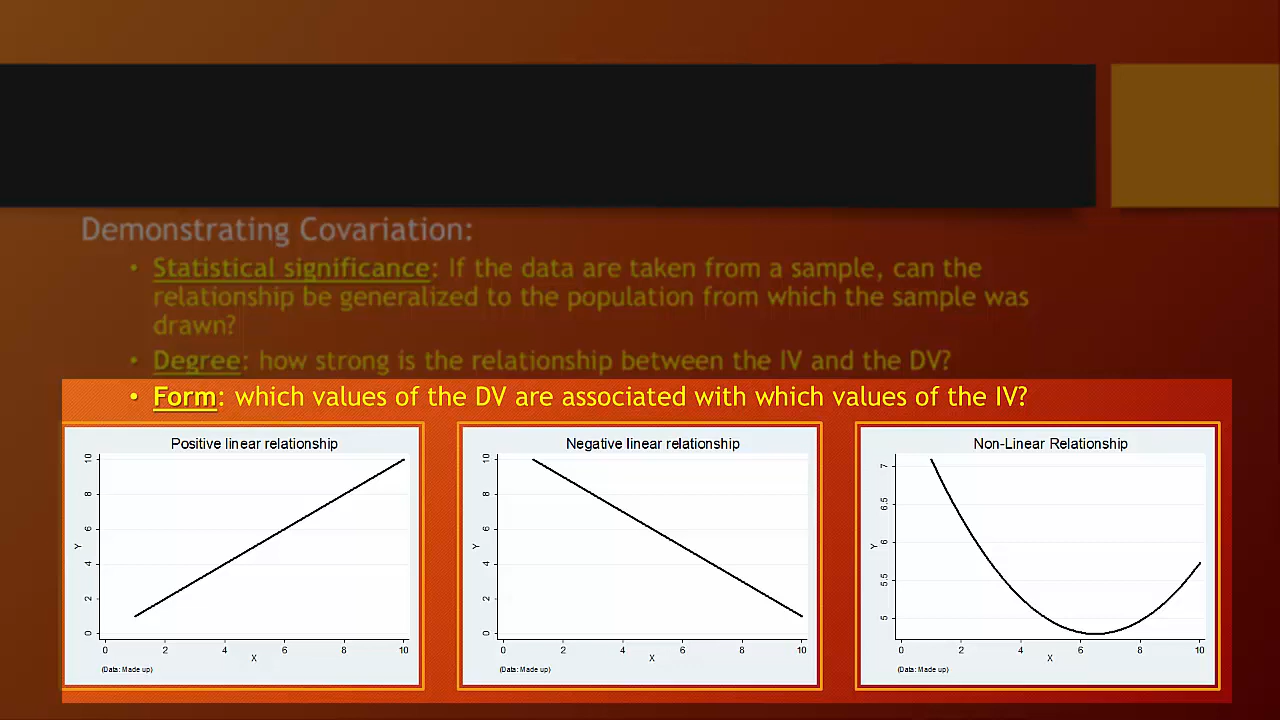 Demonstrating Covariation:
• Statistical significance: If the data are taken from a sample, can the
relationship be generalized to the population from which the sample was
drawn?
• Degree: how strong is the relationship between the IV and the DV?
• Form: which values of the DV are associated with which values of the IV?
Positive linear relationship
10
8
6
4
2
0
Y
0 2 4 6 8 10
X
(Data: Made up)
Negative linear relationship
10
8
6
4
2
0
Y
0 2 4 6 8 10
X
(Data: Made up)
Non-Linear Relationship
7
6.5
6
5.5
5
Y
0 2 4 6 8 10
X
(Data: Made up)